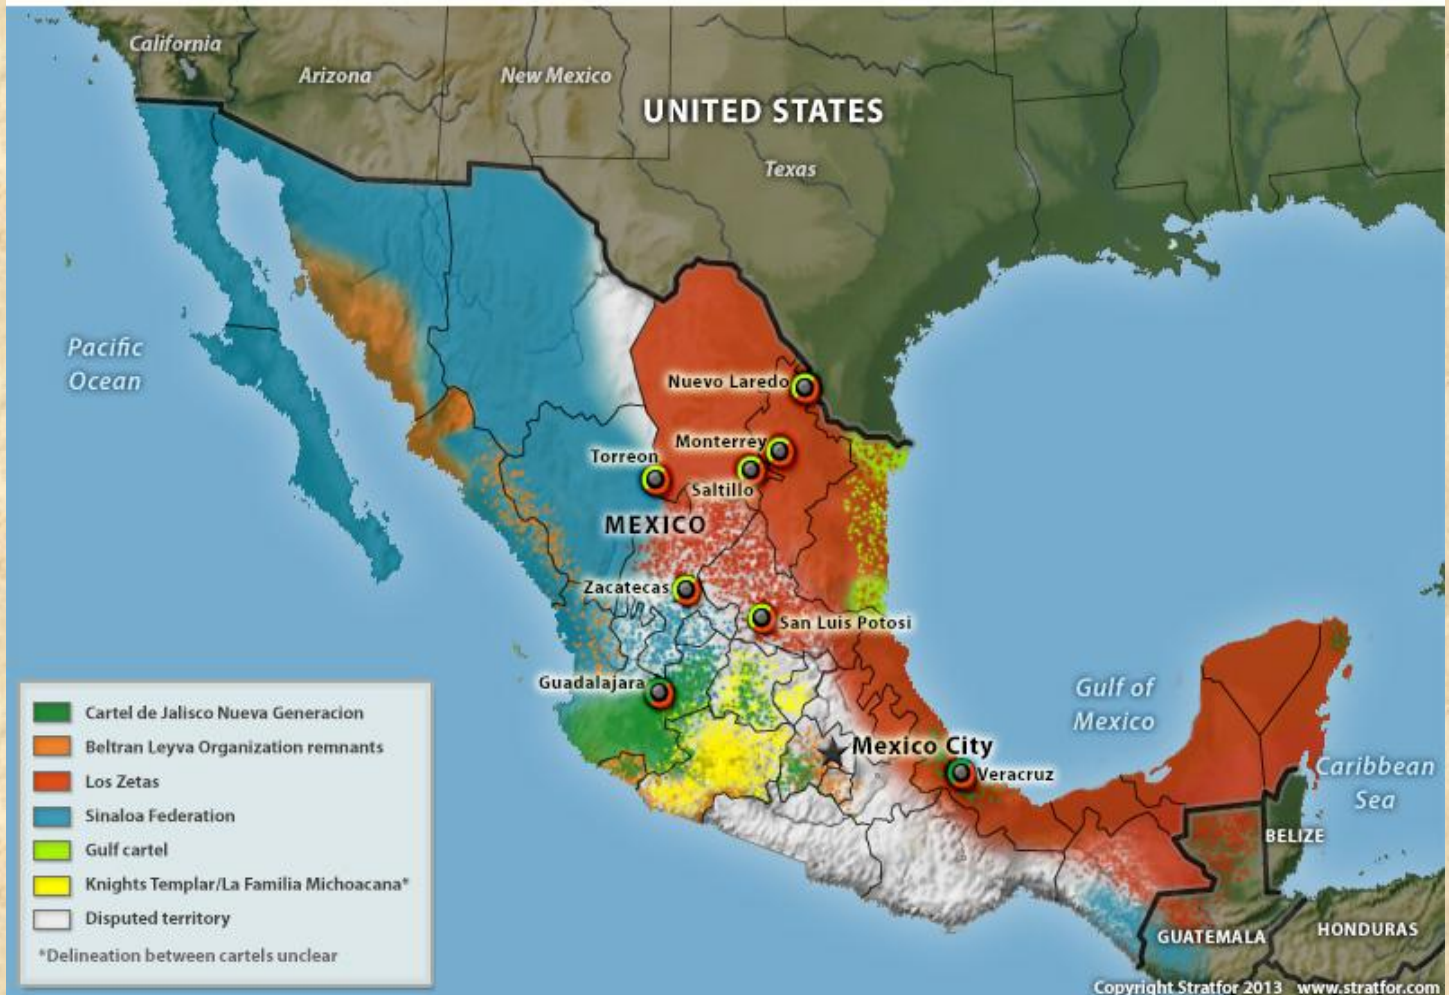 California
Arizona
New Mexico
UNITED STATES
Texas
Pacific
Ocean
Nuevo Laredo
Monterrey
Torreon
Saltillo
MEXICO
Zacatecas
San Luis Potosi
Guadalajara
Gulf of
Mexico
Mexico City
Veracruz
Caribbean
Sea
BELIZE
GUATEMALA
HONDURAS
Cartel de Jalisco Nueva Generacion
Beltran Leyva Organization remnants
Los Zetas
Sinaloa Federation
Gulf cartel
Knights Templar/La Familia Michoacana*
Disputed territory
*Delineation between cartels unclear
Copyright Stratfor 2013 www.stratfor.com